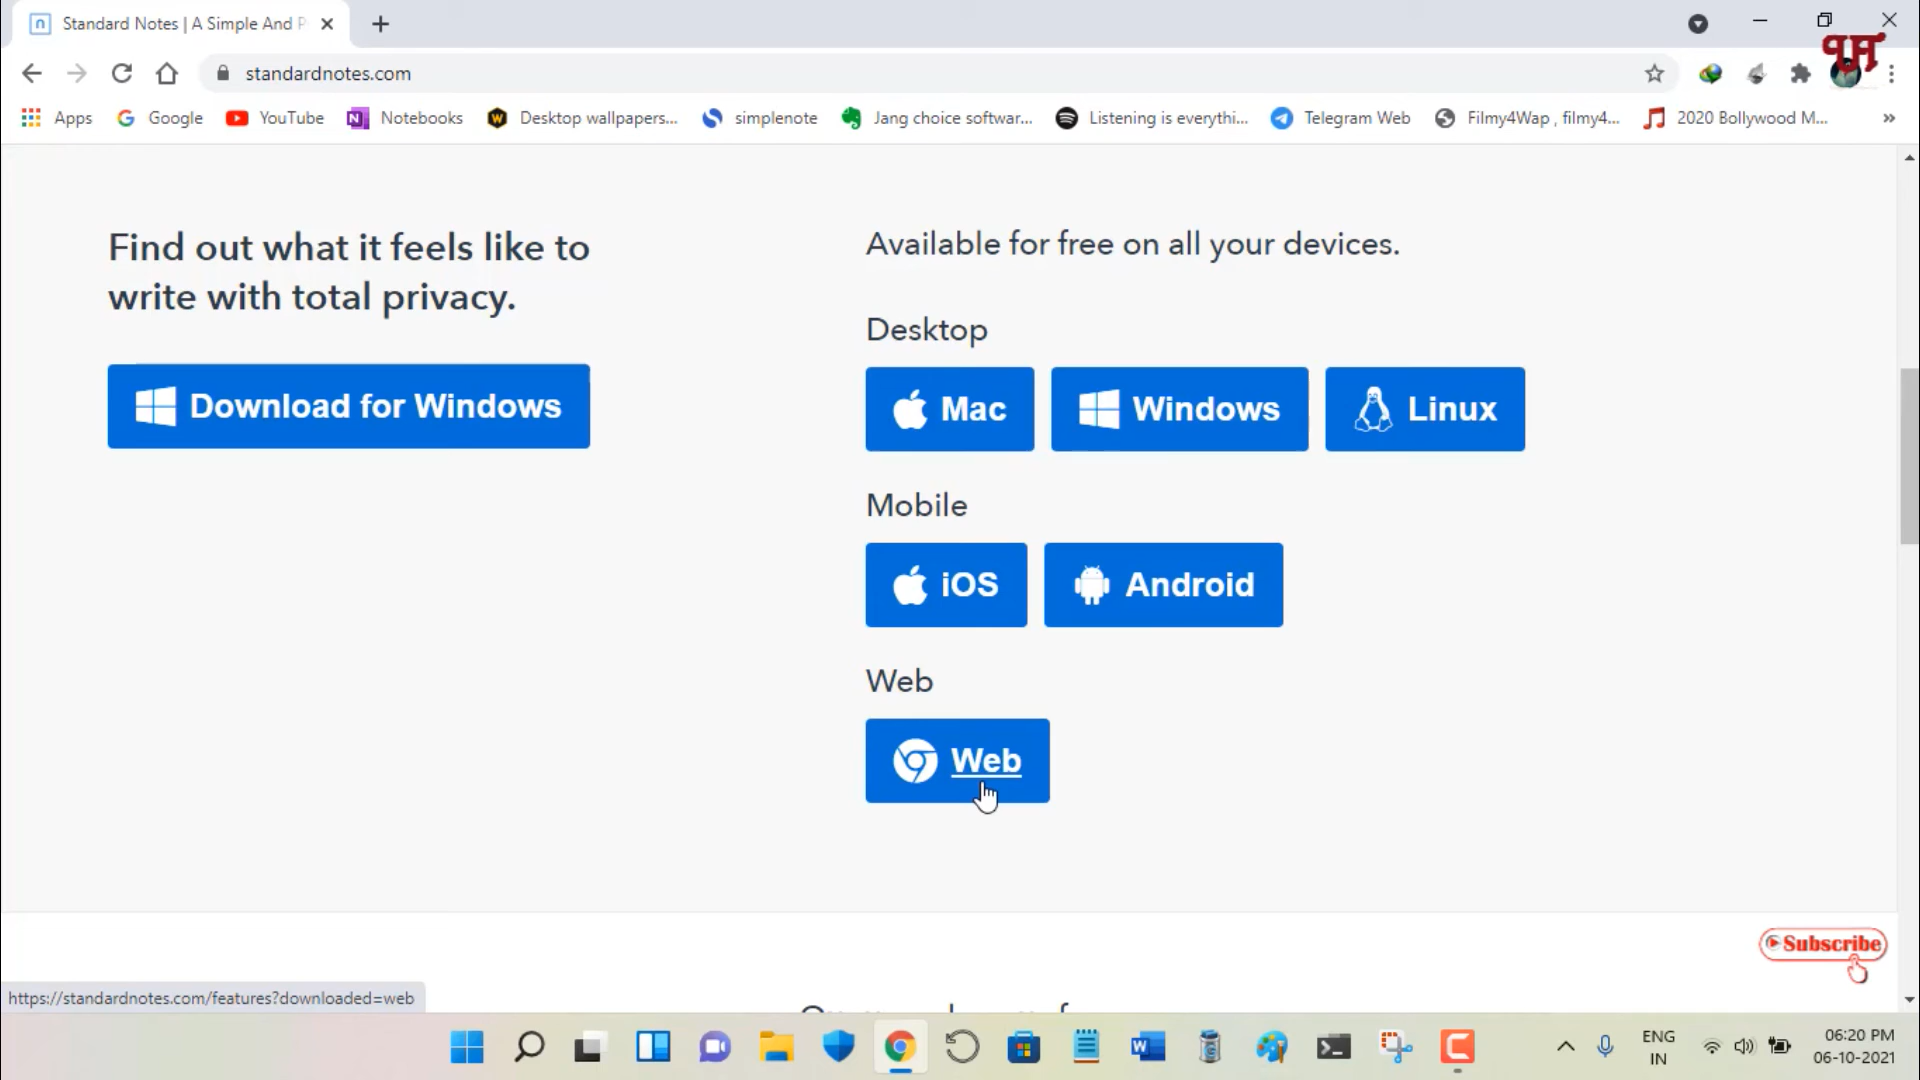 Standard Notes | A Simple And P
standardnotes.com
Apps Google YouTube Notebooks Desktop wallpapers... simplenote Jang choice softwar... Listening is everythi... Telegram Web Filmy4Wap , filmy4... 2020 Bollywood M... »
Find out what it feels like to
write with total privacy.
Download for Windows
Available for free on all your devices.
Desktop
Mac Windows Linux
Mobile
iOS Android
Web
Web
Subscribe
https://standardnotes.com/features?downloaded=web
ENG
IN
06:20 PM
06-10-2021